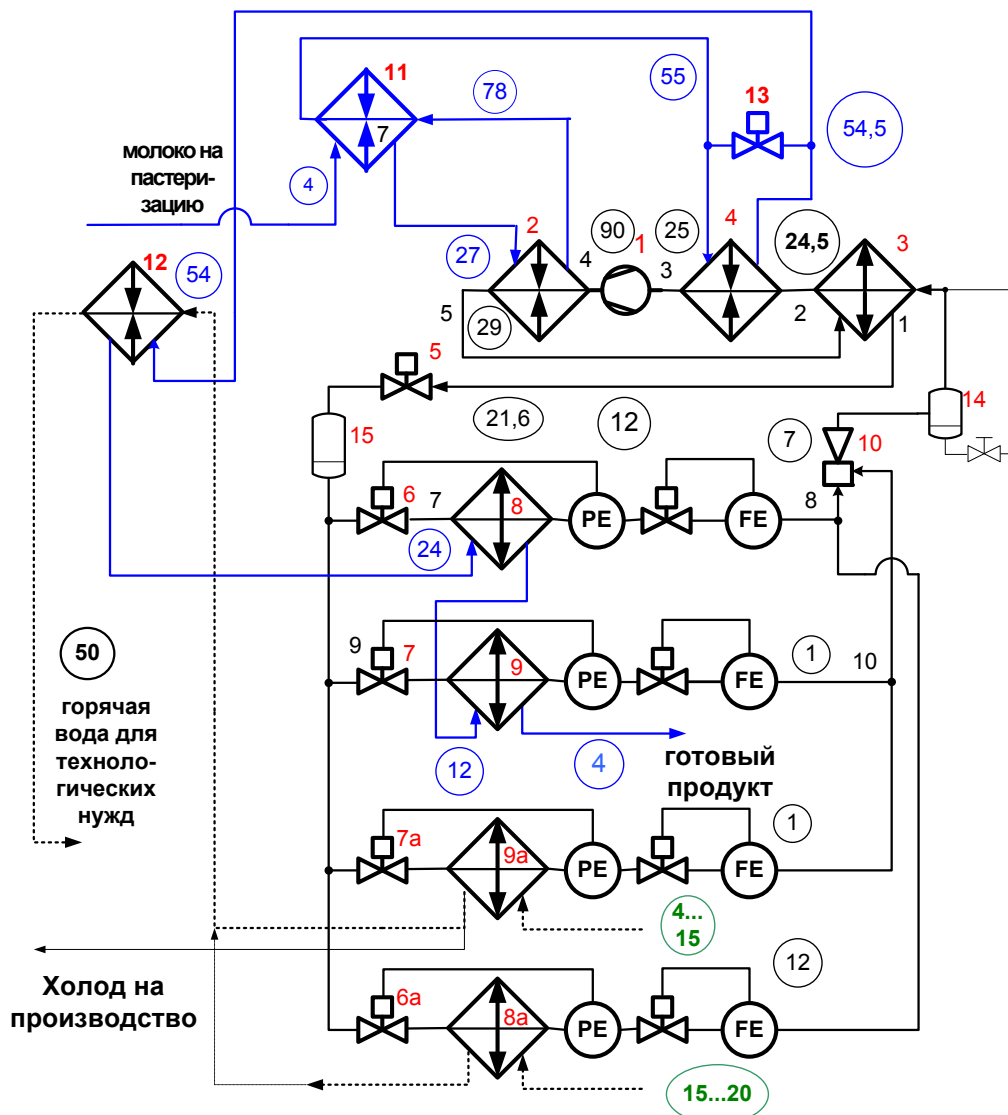 11
78
55
13
54,5
7
4
молоко на
пастери-
зацию
12
54
27
2
4
90
1
25
3
4
24,5
3
5
29
2
1
5
21,6
12
15
7
10
14
6
7
8
PE
FE
8
24
50
горячая
вода для
техноло-
гических
нужд
9
7
9
PE
FE
1
10
12
4
готовый
продукт
7а
9а
PE
FE
1
4...
15
Холод на
производство
6а
8а
PE
FE
12
15...20